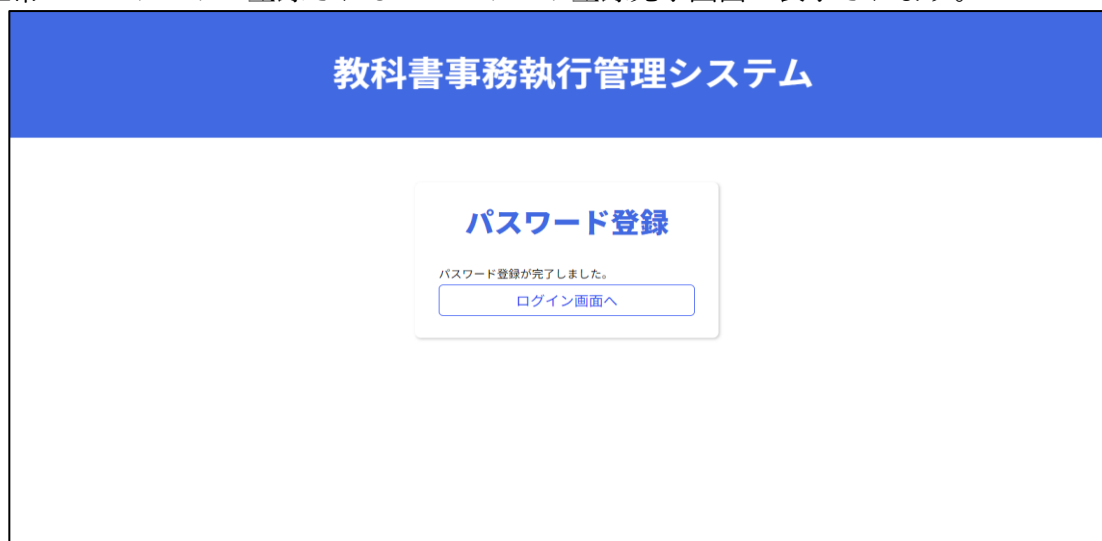 教科書事務執行管理システム
パスワード登録
パスワード登録が完了しました。
ログイン画面へ